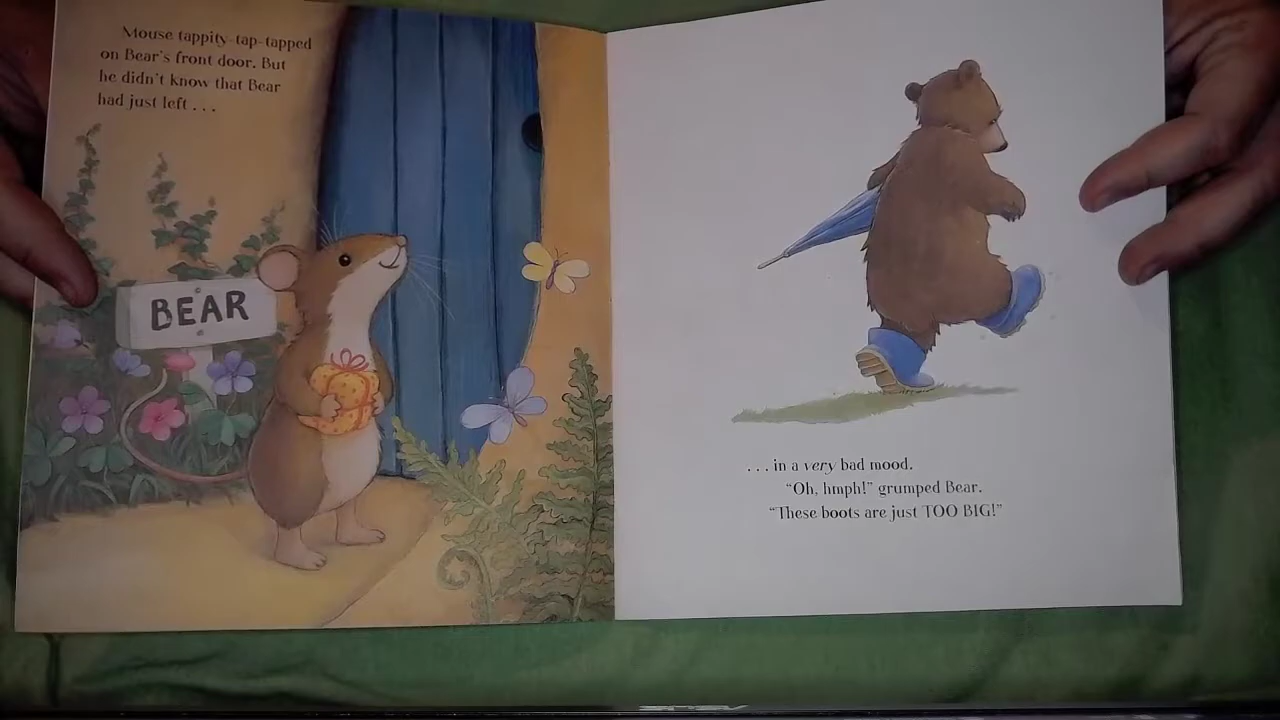 Mouse tappity-tap-tapped
on Bear's front door. But
he didn't know that Bear
had just left . . .
BEAR
. . . in a very bad mood.
“Oh, hmph!” grumped Bear.
“These boots are just TOO BIG!”